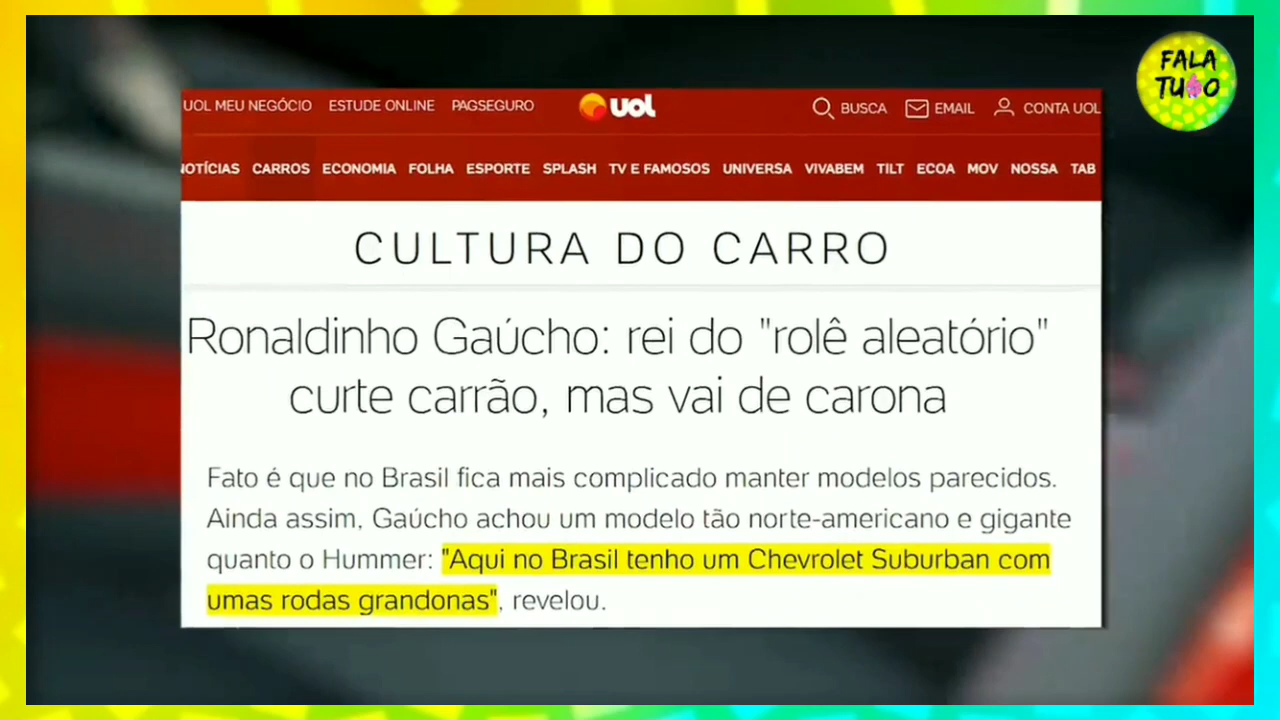 FALA
TUDO
UOL MEU NEGÓCIO ESTUDE ONLINE PAGSEGURO uol BUSCA EMAIL CONTA UOL
NOTÍCIAS CARROS ECONOMIA FOLHA ESPORTE SPLASH TV E FAMOSOS UNIVERSA VIVABEM TILT ECOA MOV NOSSA TAB
CULTURA DO CARRO
Ronaldinho Gaúcho: rei do "rolê aleatório"
curte carrão, mas vai de carona
Fato é que no Brasil fica mais complicado manter modelos parecidos.
Ainda assim, Gaúcho achou um modelo tão norte-americano e gigante
quanto o Hummer: "Aqui no Brasil tenho um Chevrolet Suburban com
umas rodas grandonas", revelou.